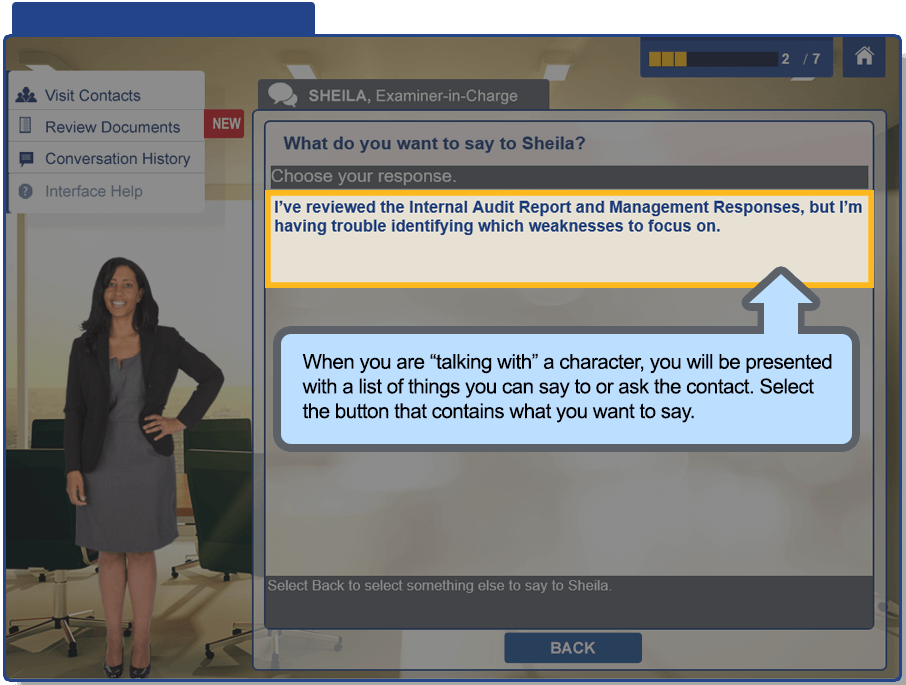 2 / 7
Visit Contacts
Review Documents
NEW
Conversation History
Interface Help
SHEILA, Examiner-in-Charge
What do you want to say to Sheila?
Choose your response.
I’ve reviewed the Internal Audit Report and Management Responses, but I’m
having trouble identifying which weaknesses to focus on.
When you are “talking with” a character, you will be presented
with a list of things you can say to or ask the contact. Select
the button that contains what you want to say.
Select Back to select something else to say to Sheila.
BACK